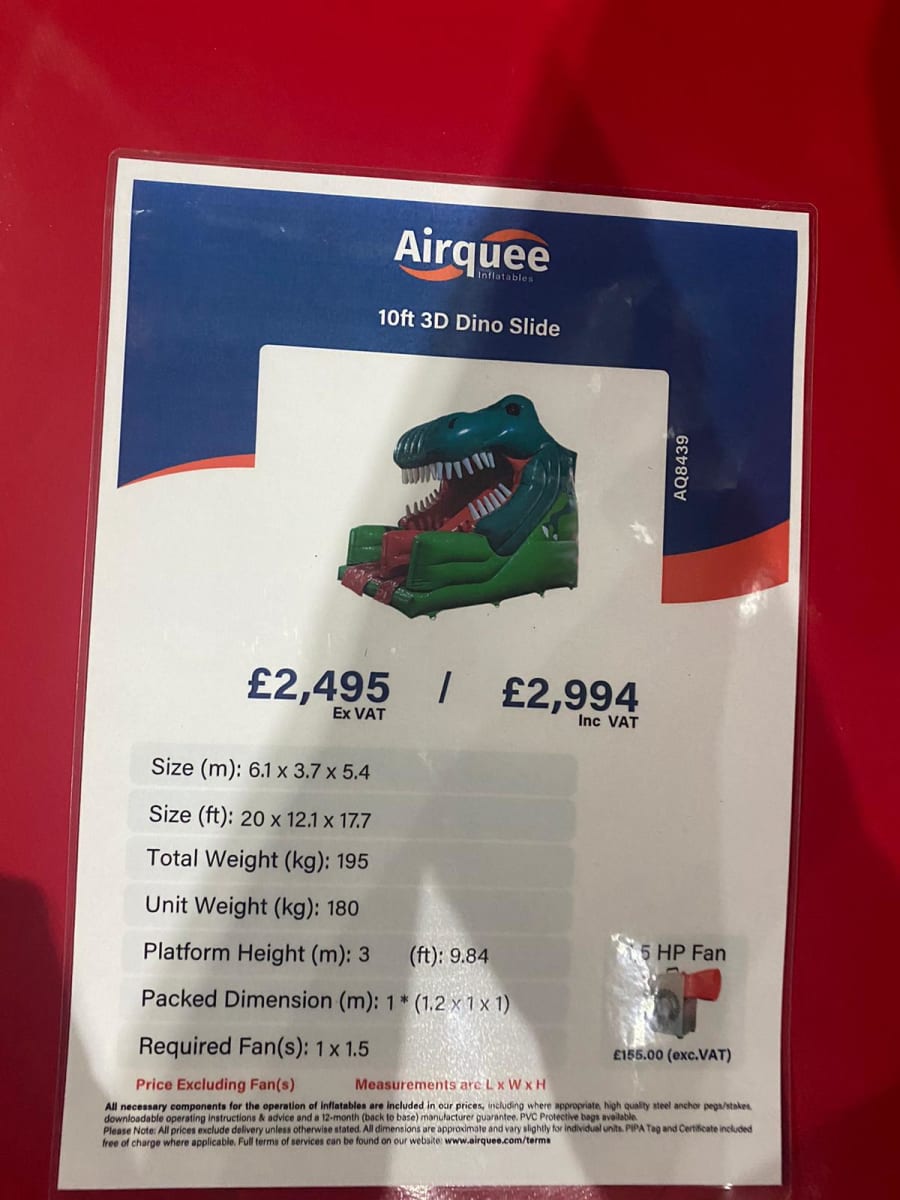 Airquee
Inflatables
10ft 3D Dino Slide
AQ8439
£2,495 / £2,994
Ex VAT Inc VAT
Size (m): 6.1 x 3.7 x 5.4
Size (ft): 20 x 12.1 x 17.7
Total Weight (kg): 195
Unit Weight (kg): 180
Platform Height (m): 3 (ft): 9.84
Packed Dimension (m): 1 * (1.2 x 1 x 1)
Required Fan(s): 1 x 1.5
1.5 HP Fan
£155.00 (exc.VAT)
Price Excluding Fan(s) Measurements are L x W x H
All necessary components for the operation of inflatables are included in our prices, including where appropriate, high quality steel anchor pegs/stakes,
downloadable operating instructions & advice and a 12-month (back to base) manufacturer guarantee. PVC Protective bags available.
Please Note: All prices exclude delivery unless otherwise stated. All dimensions are approximate and vary slightly for individual units. PIPA Tag and Certificate included
free of charge where applicable. Full terms of services can be found on our website: www.airquee.com/terms